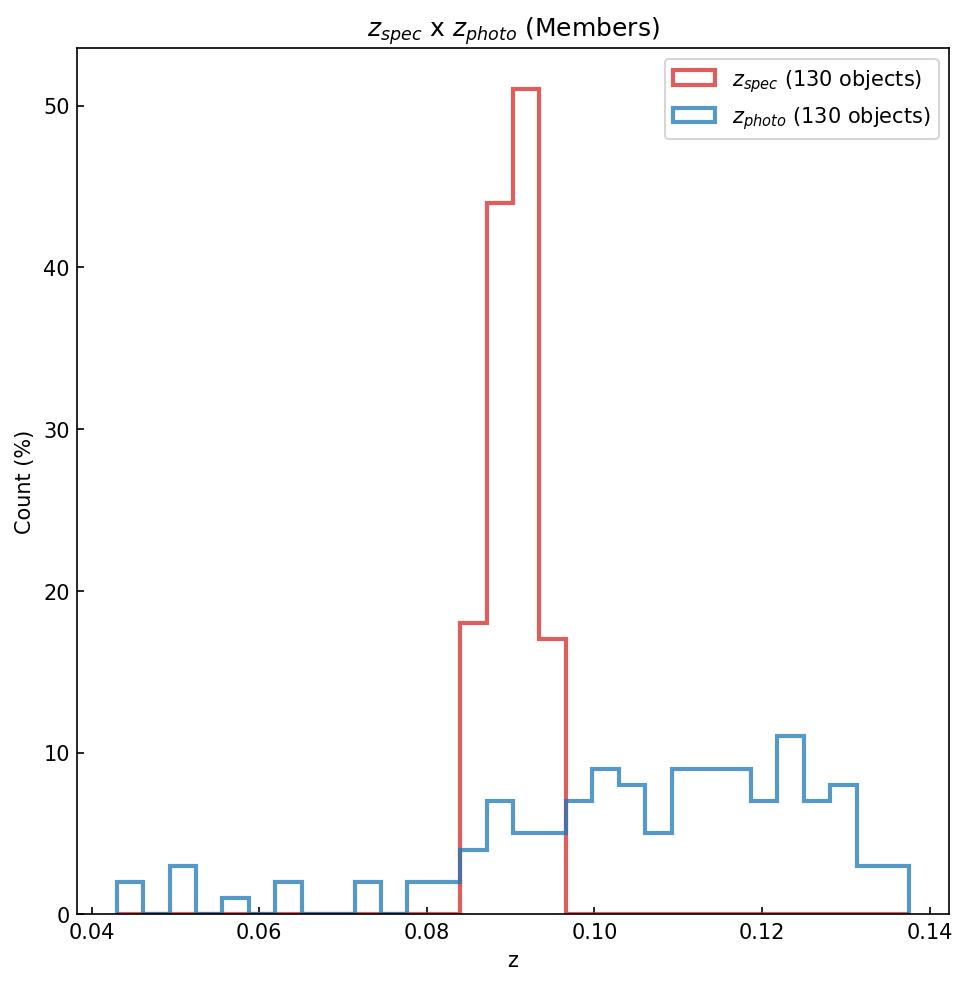 z_spec x z_photo (Members)
z_spec (130 objects)
z_photo (130 objects)
Count (%)
50
40
30
20
10
0
0.04 0.06 0.08 0.10 0.12 0.14
z